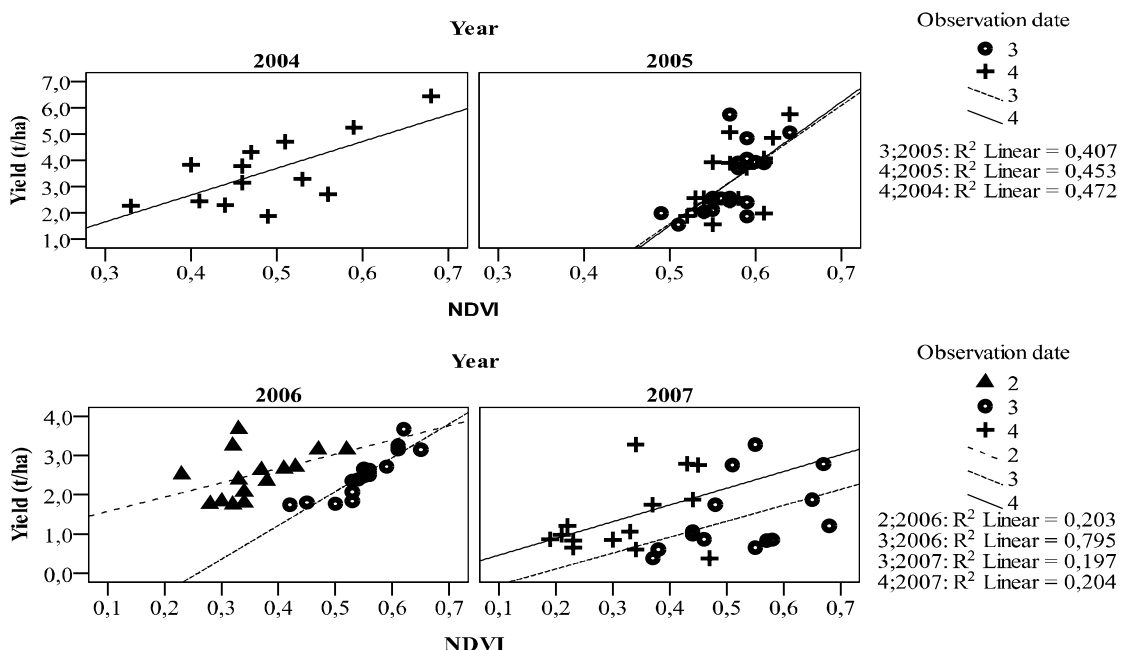 Year
2004 2005
Yield (t/ha)
7,0
6,0
5,0
4,0
3,0
2,0
1,0
0,3 0,4 0,5 0,6 0,7 0,3 0,4 0,5 0,6 0,7
NDVI
Observation date
3
4
3
4
3;2005: R² Linear = 0,407
4;2005: R² Linear = 0,453
4;2004: R² Linear = 0,472
Year
2006 2007
Yield (t/ha)
4,0
3,0
2,0
1,0
0,0
0,1 0,2 0,3 0,4 0,5 0,6 0,7 0,1 0,2 0,3 0,4 0,5 0,6 0,7
NDVI
Observation date
2
3
4
2
3
4
2;2006: R² Linear = 0,203
3;2006: R² Linear = 0,795
3;2007: R² Linear = 0,197
4;2007: R² Linear = 0,204